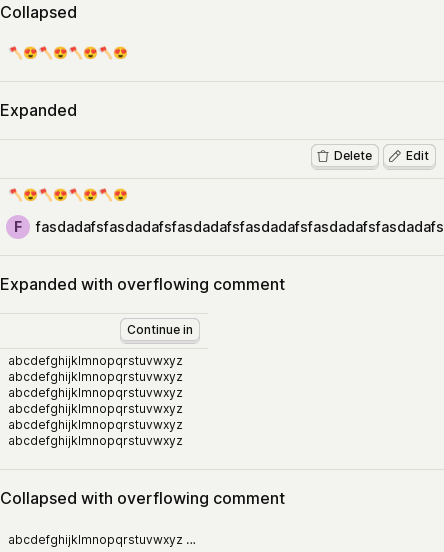 Collapsed
🪓😍🪓😍🪓😍🪓😍
Expanded
Delete Edit
🪓😍🪓😍🪓😍🪓😍
F fasdadafsfasdadafsfasdadafsfasdadafsfasdadafsfasdadafs
Expanded with overflowing comment
Continue in
abcdefghijklmnopqrstuvwxyz
abcdefghijklmnopqrstuvwxyz
abcdefghijklmnopqrstuvwxyz
abcdefghijklmnopqrstuvwxyz
abcdefghijklmnopqrstuvwxyz
abcdefghijklmnopqrstuvwxyz
Collapsed with overflowing comment
abcdefghijklmnopqrstuvwxyz ...